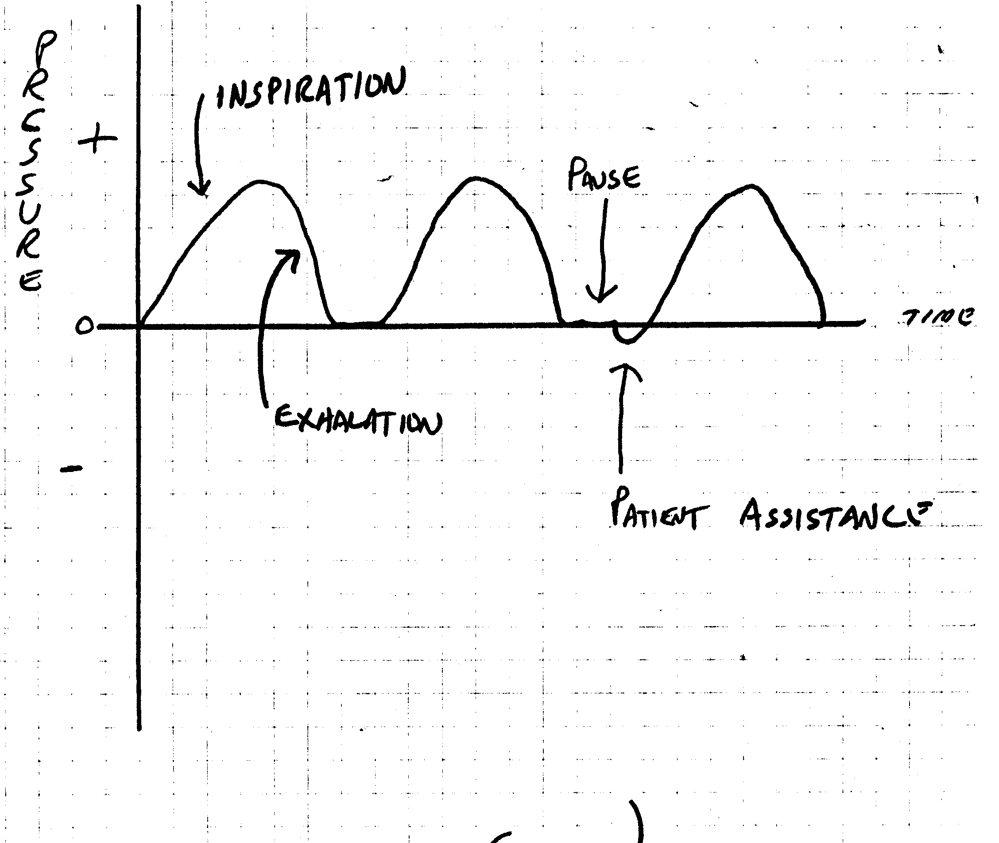 PRESSURE
INSPIRATION
+
PAUSE
0
TIME
EXHALATION
-
PATIENT ASSISTANCE